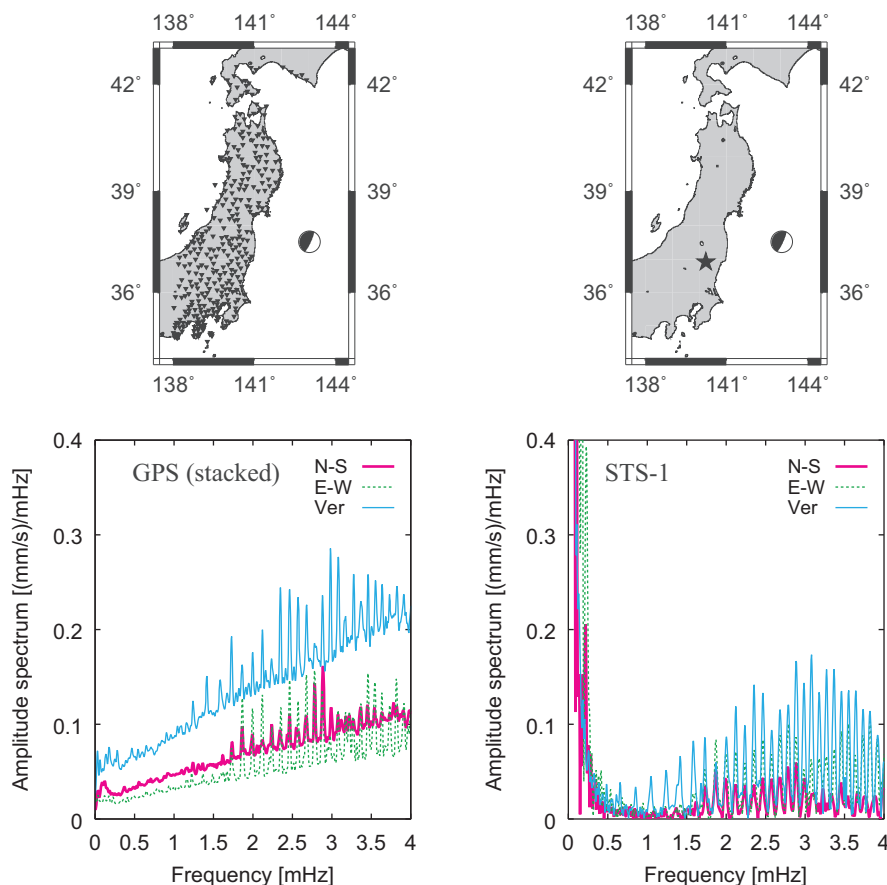 138˚ 141˚ 144˚
42˚
39˚
36˚
138˚ 141˚ 144˚
138˚ 141˚ 144˚
42˚ 42˚
39˚ 39˚
36˚ 36˚
138˚ 141˚ 144˚
GPS (stacked)
N-S
E-W
Ver
Amplitude spectrum [(mm/s)/mHz]
0.4
0.3
0.2
0.1
0
0 0.5 1 1.5 2 2.5 3 3.5 4
Frequency [mHz]
STS-1
N-S
E-W
Ver
Amplitude spectrum [(mm/s)/mHz]
0.4
0.3
0.2
0.1
0
0 0.5 1 1.5 2 2.5 3 3.5 4
Frequency [mHz]